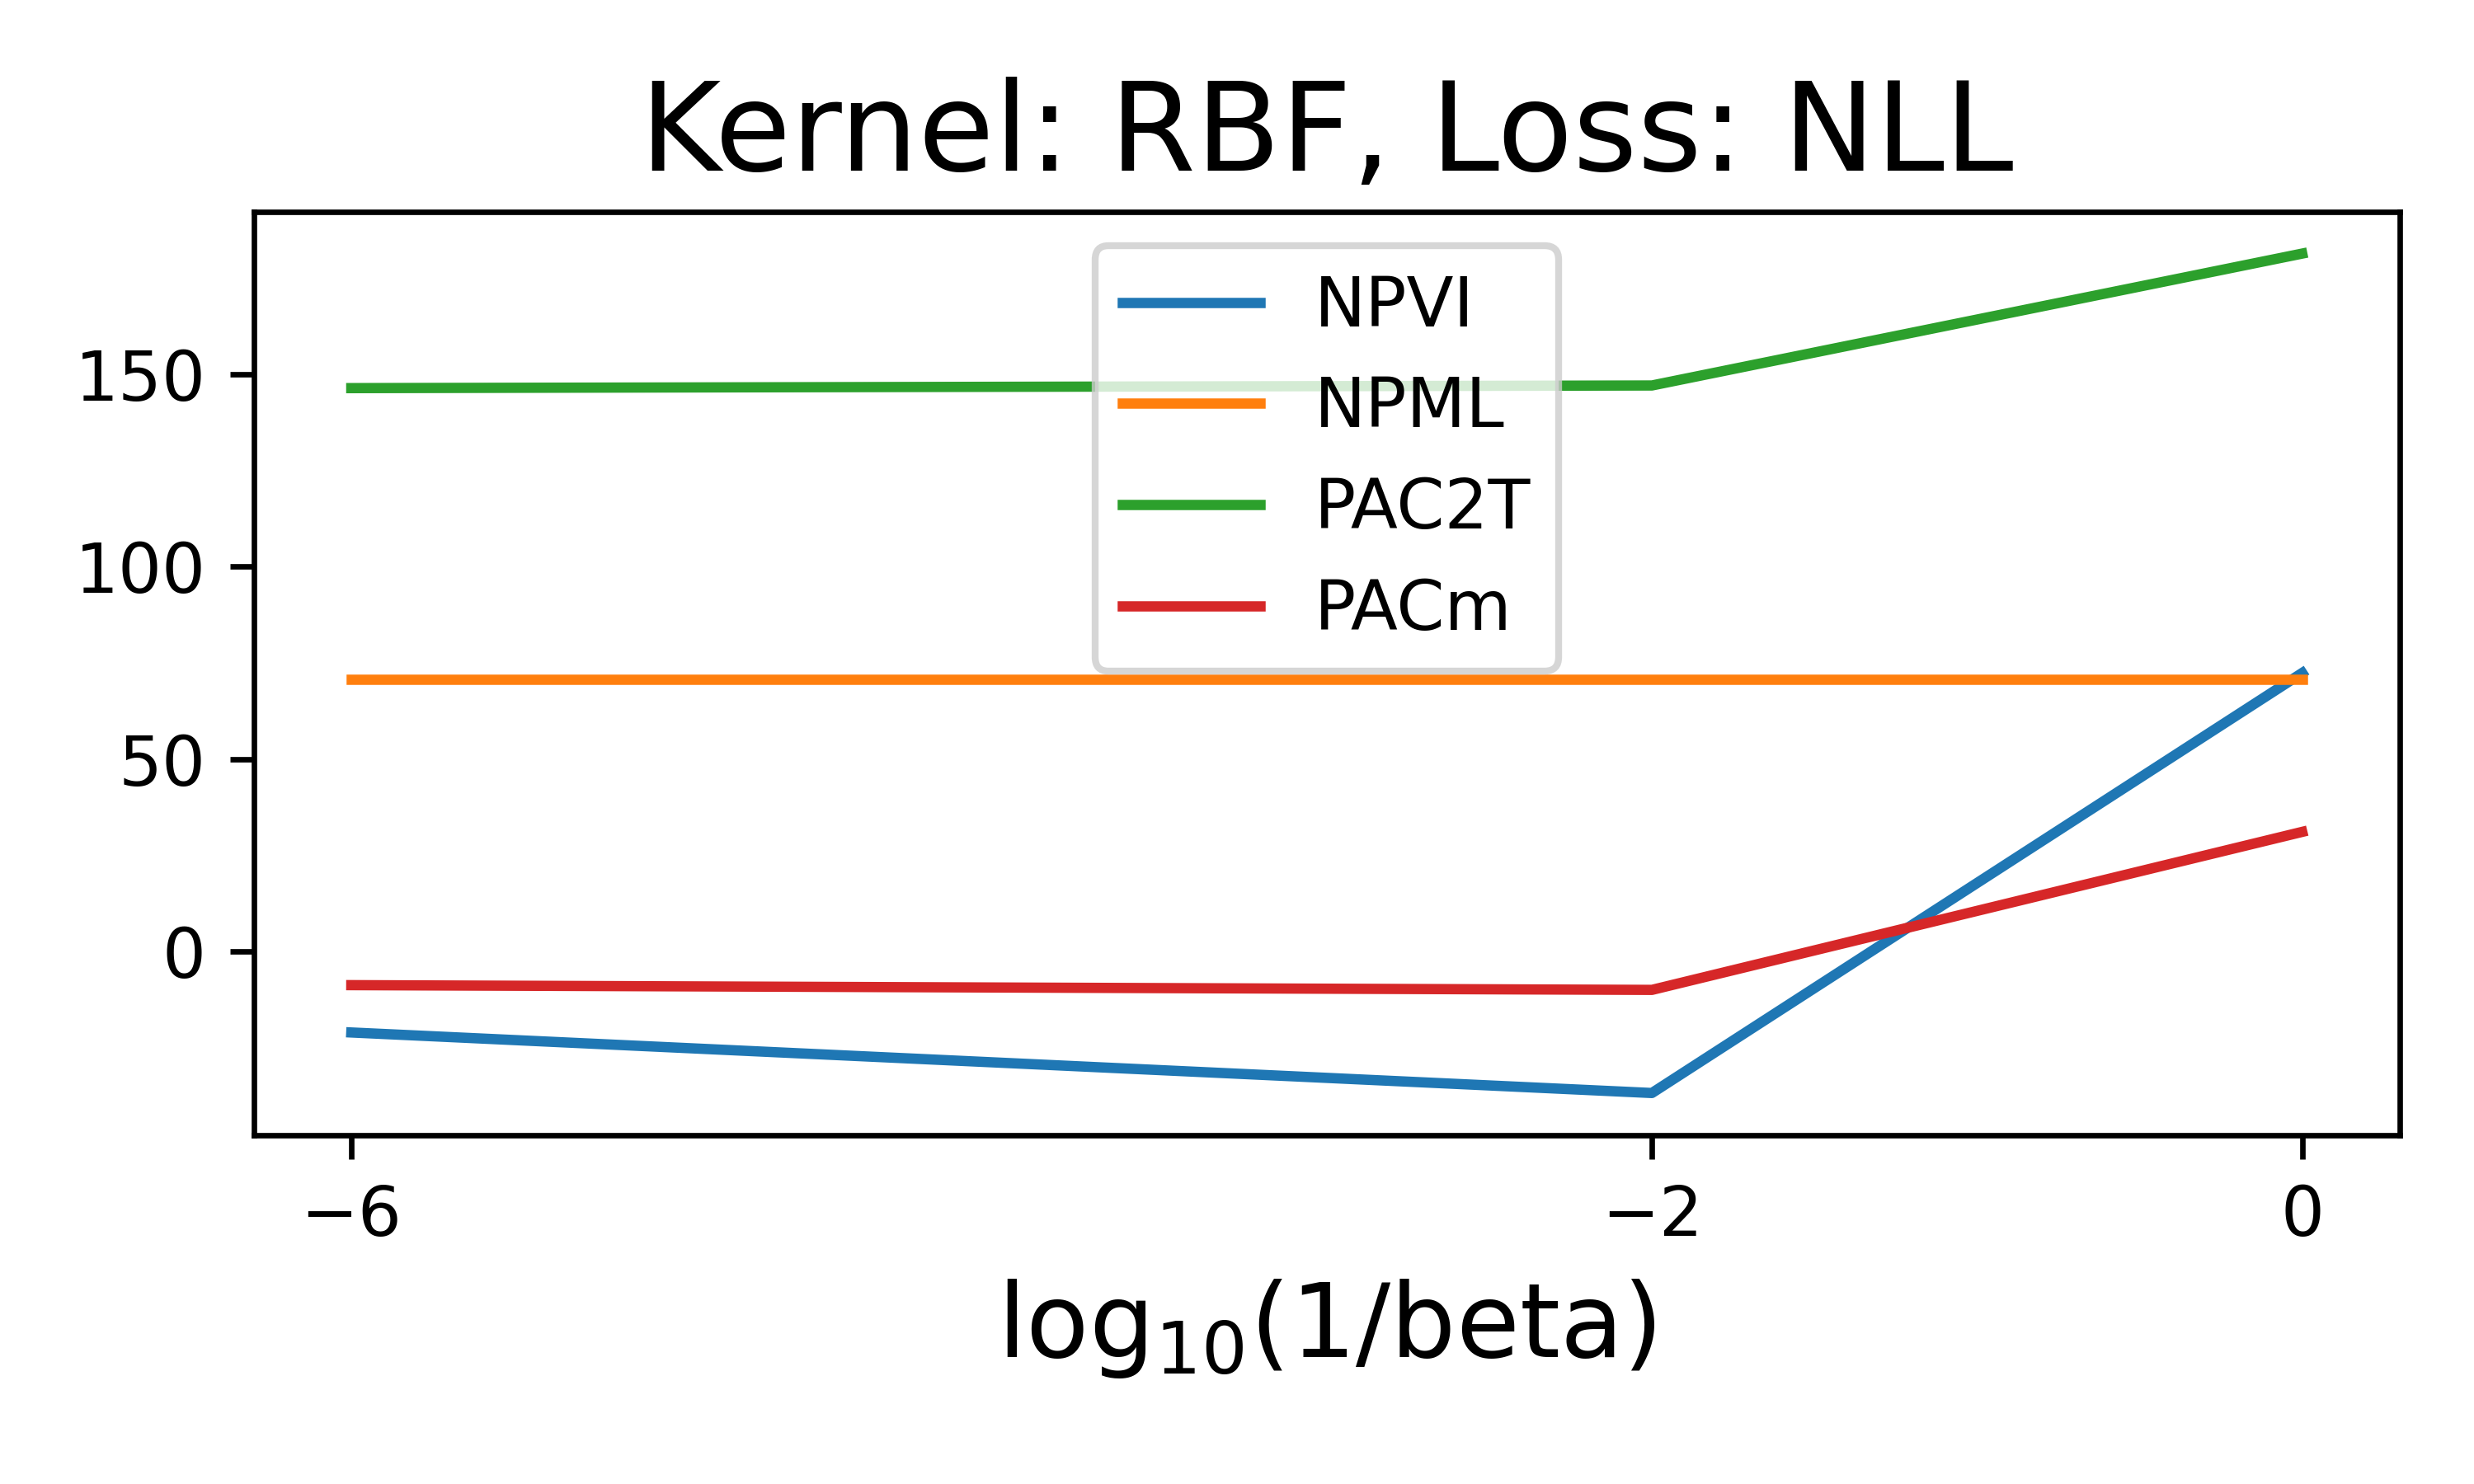 Kernel: RBF, Loss: NLL
NPVI
NPML
PAC2T
PACm
150
100
50
0
−6 −2 0
log₁₀(1/beta)